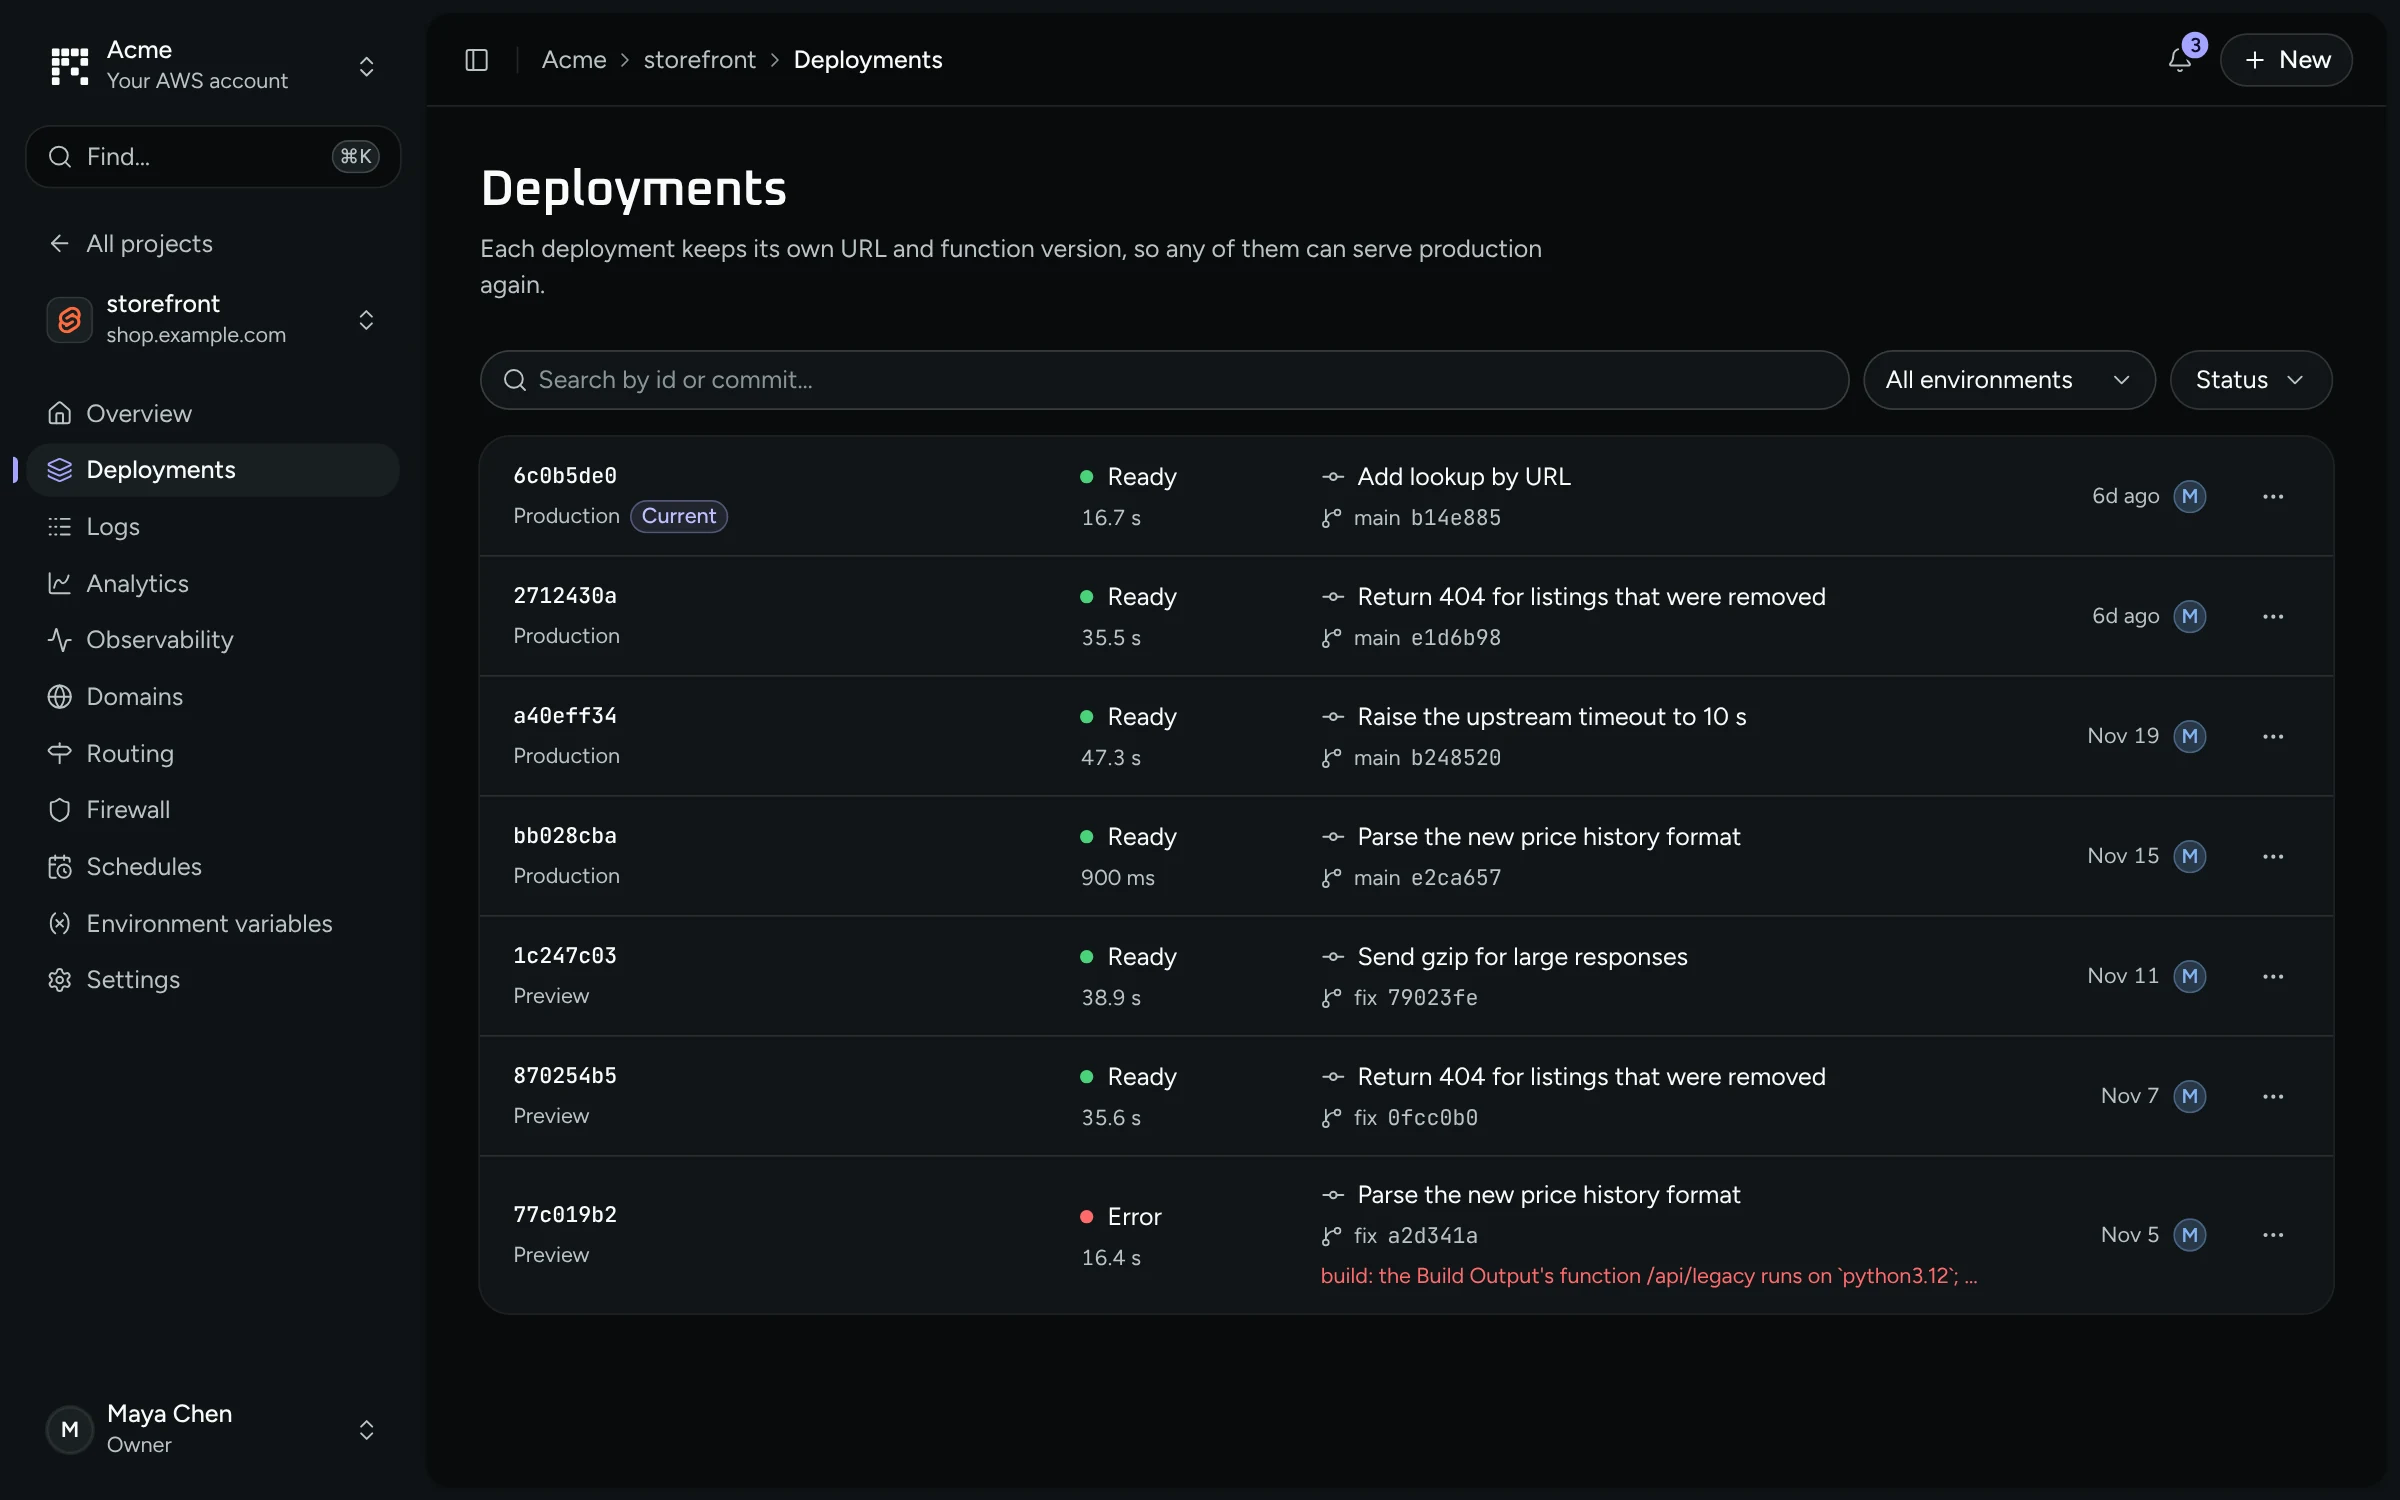 Acme
Your AWS account
Find...
⌘K
All projects
storefront
shop.example.com
Overview
Deployments
Logs
Analytics
Observability
Domains
Routing
Firewall
Schedules
Environment variables
Settings
Maya Chen
M
Owner
Acme > storefront > Deployments
3
New
Deployments
Each deployment keeps its own URL and function version, so any of them can serve production
again.
Search by id or commit...
All environments
Status
6c0b5de0
Production Current
Ready
16.7 s
Add lookup by URL
main b14e885
6d ago M
2712430a
Production
Ready
35.5 s
Return 404 for listings that were removed
main e1d6b98
6d ago M
a40eff34
Production
Ready
47.3 s
Raise the upstream timeout to 10 s
main b248520
Nov 19 M
bb028cba
Production
Ready
900 ms
Parse the new price history format
main e2ca657
Nov 15 M
1c247c03
Preview
Ready
38.9 s
Send gzip for large responses
fix 79023fe
Nov 11 M
870254b5
Preview
Ready
35.6 s
Return 404 for listings that were removed
fix 0fcc0b0
Nov 7 M
77c019b2
Preview
Error
16.4 s
Parse the new price history format
fix a2d341a
build: the Build Output's function /api/legacy runs on `python3.12`; ...
Nov 5 M